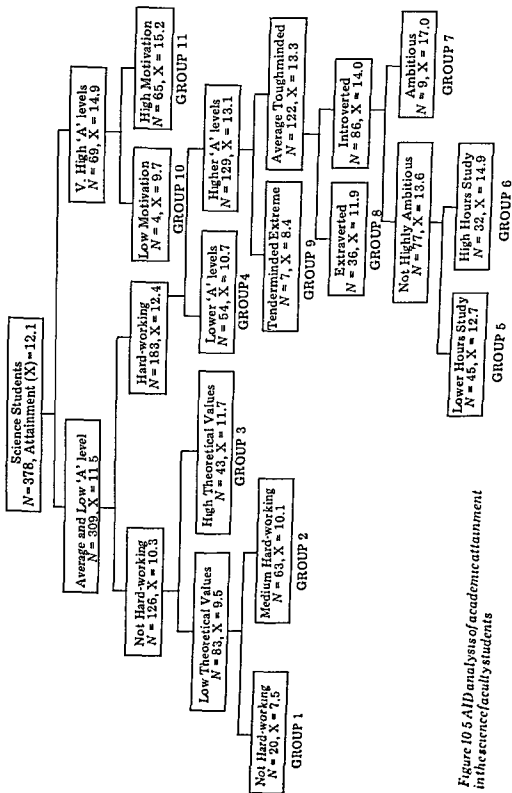 Science Students
N=378, Attainment (X)=12.1
Average and Low 'A' level
N = 309, X = 11 5
V. High 'A' levels
N = 69, X = 14.9
Not Hard-working
N = 126, X = 10.3
Hard-working
N = 183, X = 12.4
Low Motivation
N = 4, X = 9.7
GROUP 10
High Motivation
N = 65, X = 15.2
GROUP 11
Low Theoretical Values
N = 83, X = 9.5
High Theoretical Values
N = 43, X = 11.7
GROUP 3
Lower 'A' levels
N = 54, X = 10.7
GROUP4
Higher 'A' levels
N = 129, X = 13.1
Not Hard-working
N = 20, X = 7.5
GROUP 1
Medium Hard-working
N = 63, X = 10.1
GROUP 2
Tenderminded Extreme
N = 7, X = 8.4
GROUP 9
Average Toughminded
N = 122, X = 13.3
Extraverted
N = 36, X = 11.9
GROUP 8
Introverted
N = 86, X = 14.0
Not Highly Ambitious
N = 77, X = 13.6
Ambitious
N = 9, X = 17.0
GROUP 7
Lower Hours Study
N = 45, X = 12.7
GROUP 5
High Hours Study
N = 32, X = 14.9
GROUP 6
Figure 10 5 AID analysis of academic attainment
in the science faculty students